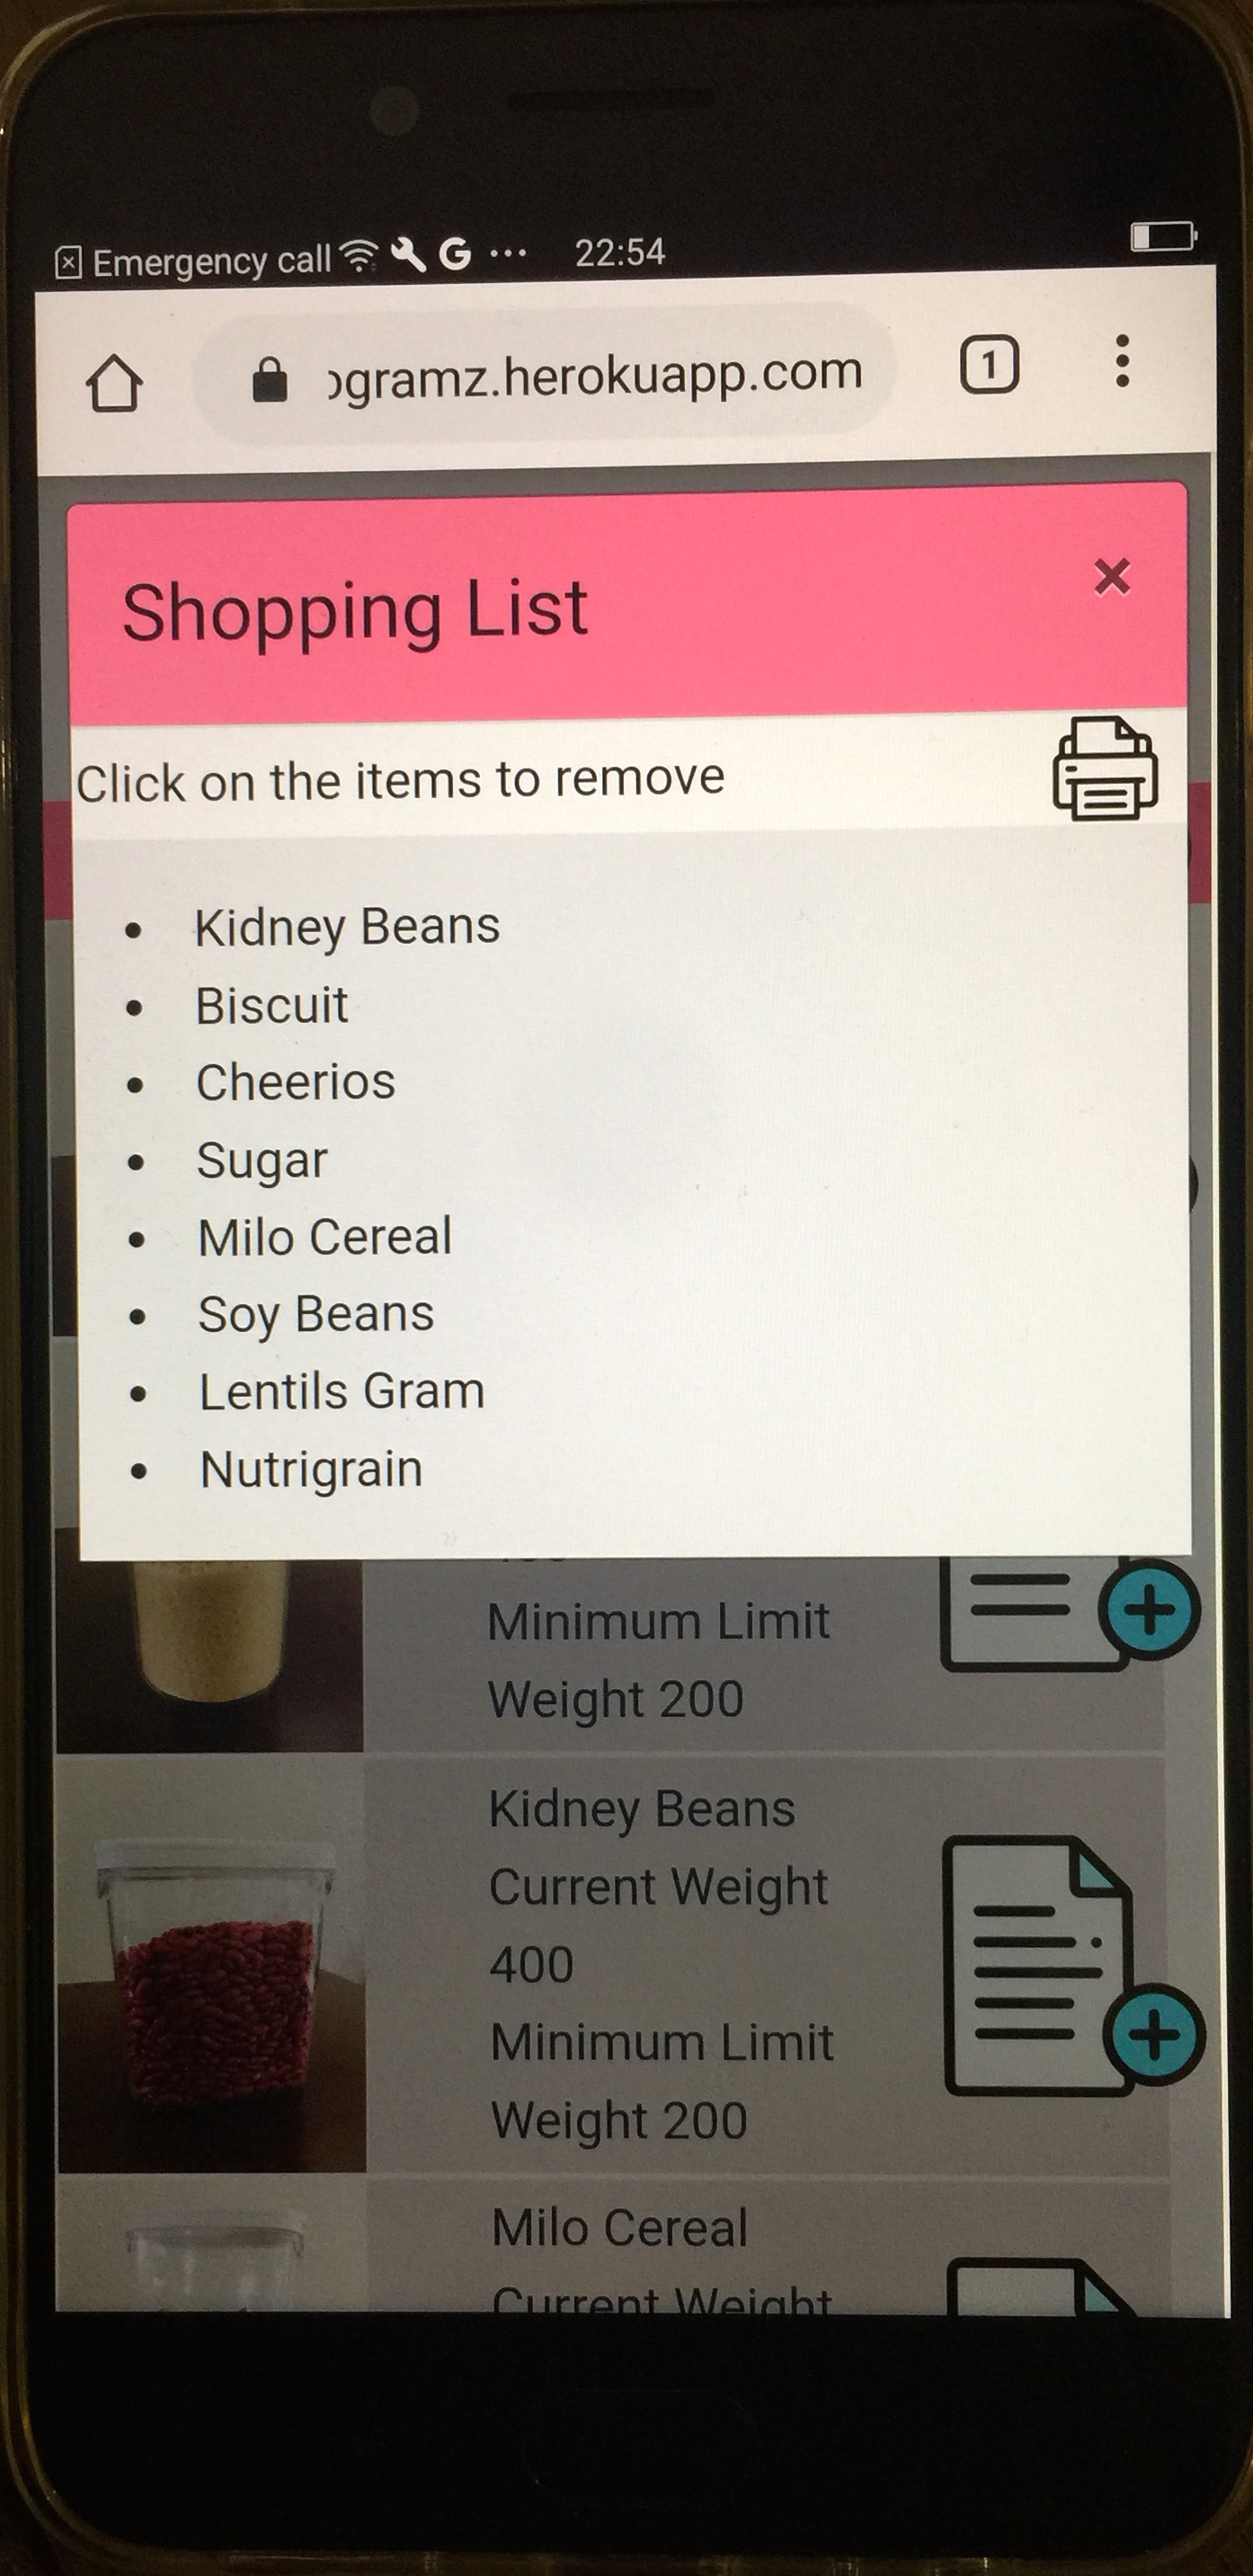 Emergency call G ... 22:54
ogramz.herokuapp.com 1
Shopping List ×
Click on the items to remove
• Kidney Beans
• Biscuit
• Cheerios
• Sugar
• Milo Cereal
• Soy Beans
• Lentils Gram
• Nutrigrain
Minimum Limit
Weight 200
Kidney Beans
Current Weight
400
Minimum Limit
Weight 200
Milo Cereal
Current Weight